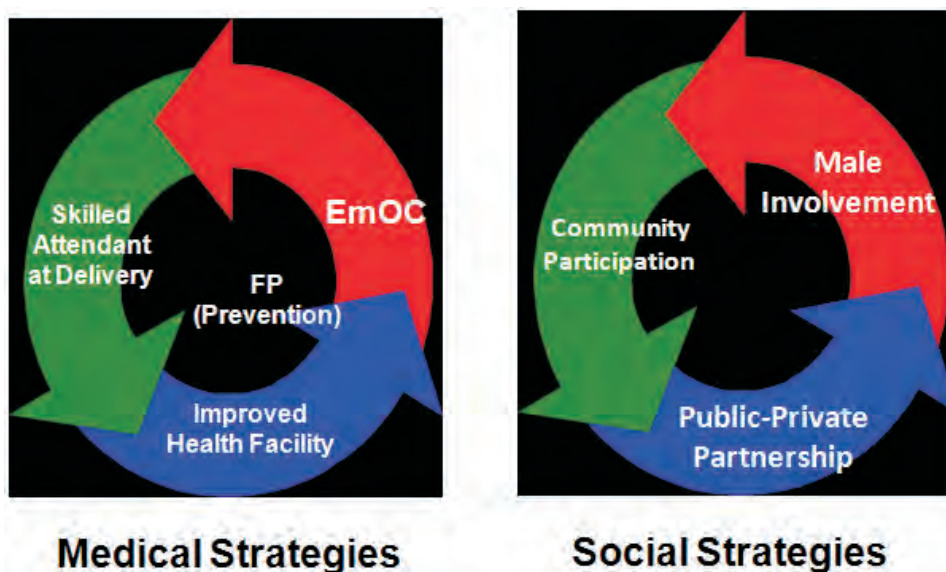 Skilled
Attendant
at Delivery
EmOC
FP
(Prevention)
Improved
Health Facility
Medical Strategies
Community
Participation
Male
Involvement
Public-Private
Partnership
Social Strategies